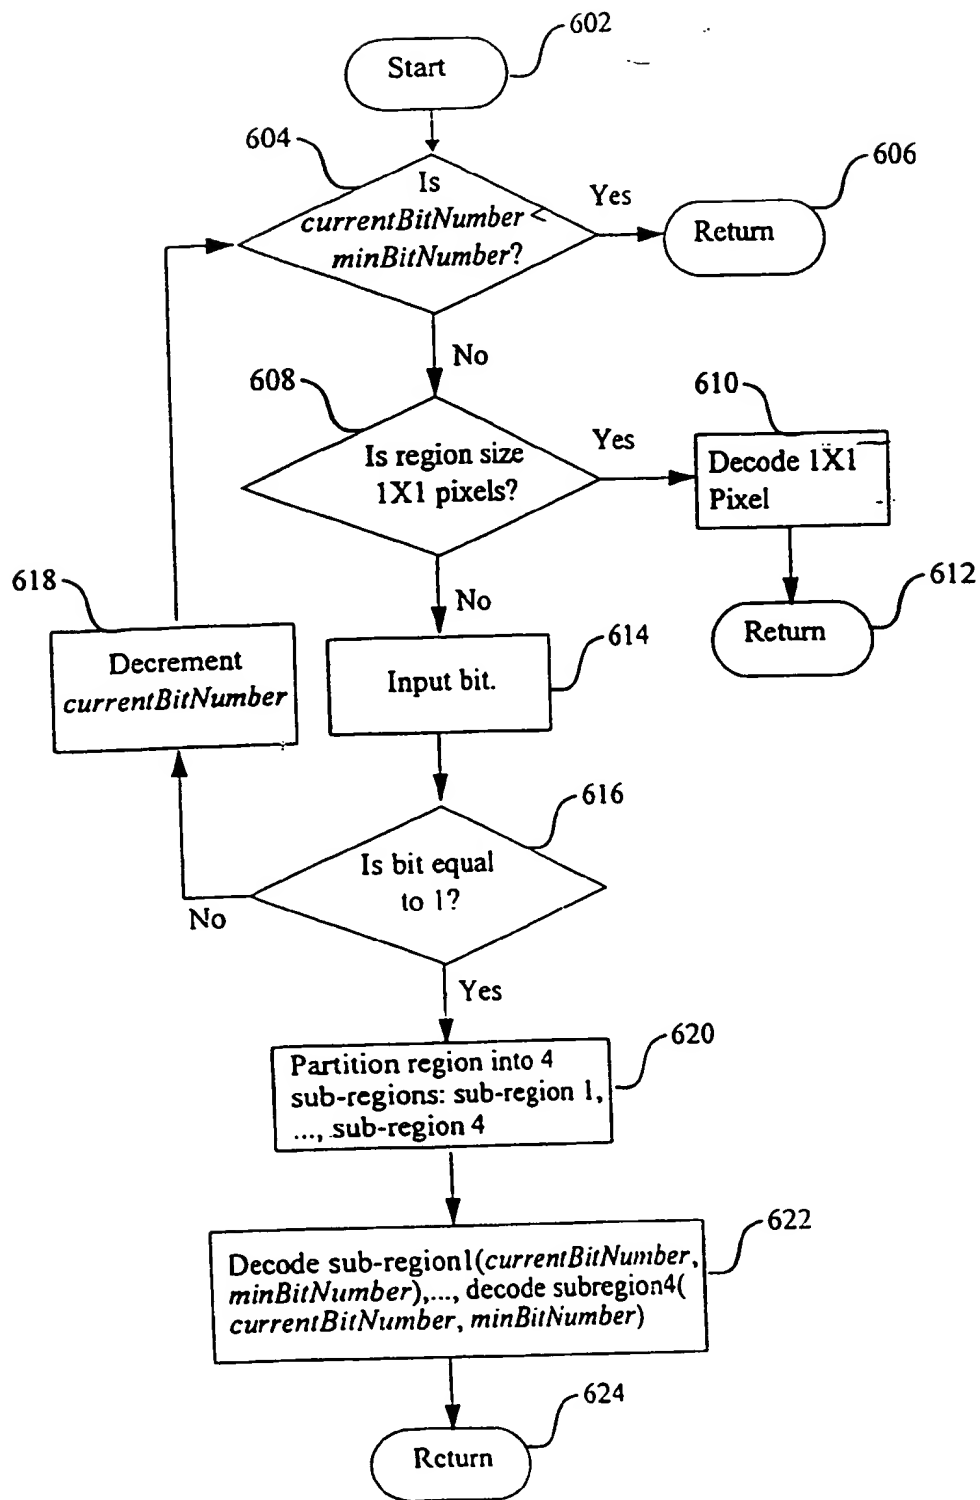 602
Start
604
Is
currentBitNumber <
minBitNumber?
Yes
606
Return
No
608
Is region size
1X1 pixels?
Yes
610
Decode 1X1
Pixel
612
Return
No
614
Input bit.
618
Decrement
currentBitNumber
616
Is bit equal
to 1?
No
Yes
620
Partition region into 4
sub-regions: sub-region 1,
..., sub-region 4
622
Decode sub-region1(currentBitNumber,
minBitNumber),..., decode subregion4(
currentBitNumber, minBitNumber)
624
Return